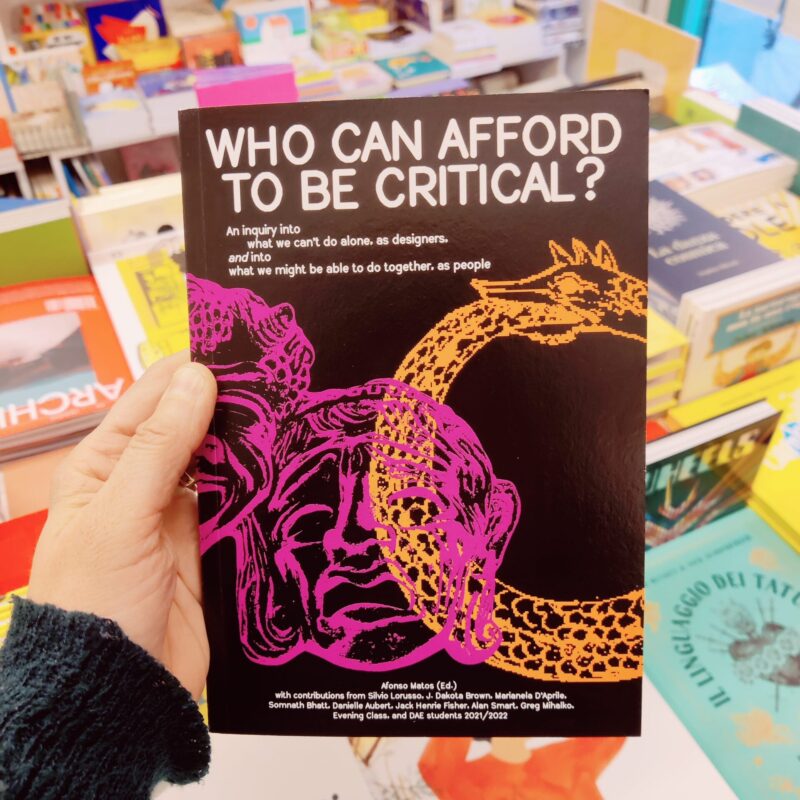 WHO CAN AFFORD
TO BE CRITICAL?
An inquiry into
what we can't do alone, as designers,
and into
what we might be able to do together, as people
Afonso Matos (Ed.)
with contributions from Silvio Lorusso, J. Dakota Brown, Marianela D'Aprile,
Somnath Bhatt, Danielle Aubert, Jack Henrie Fisher, Alan Smart, Greg Mihalko,
Evening Class, and DAE students 2021/2022
ARCHI
IL LINGUAGGIO DEI TATU